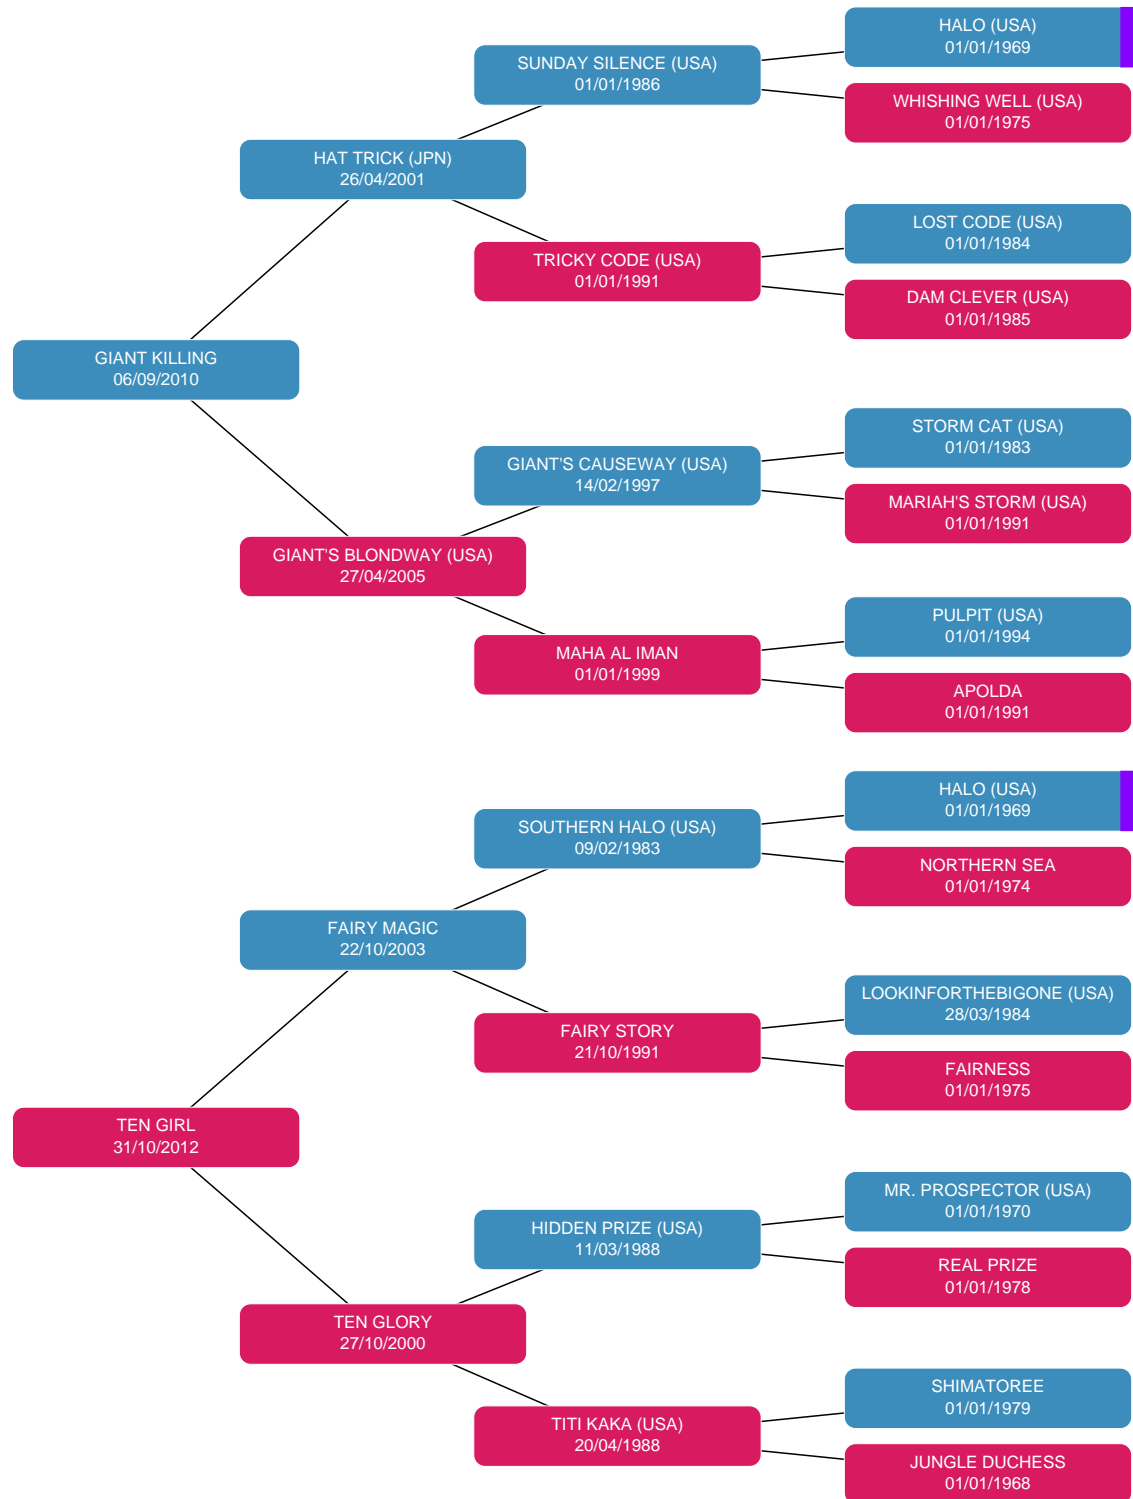 HALO (USA)
01/01/1969
SUNDAY SILENCE (USA)
01/01/1986
WHISHING WELL (USA)
01/01/1975
HAT TRICK (JPN)
26/04/2001
LOST CODE (USA)
01/01/1984
TRICKY CODE (USA)
01/01/1991
DAM CLEVER (USA)
01/01/1985
GIANT KILLING
06/09/2010
STORM CAT (USA)
01/01/1983
GIANT'S CAUSEWAY (USA)
14/02/1997
MARIAH'S STORM (USA)
01/01/1991
GIANT'S BLONDWAY (USA)
27/04/2005
PULPIT (USA)
01/01/1994
MAHA AL IMAN
01/01/1999
APOLDA
01/01/1991
HALO (USA)
01/01/1969
SOUTHERN HALO (USA)
09/02/1983
NORTHERN SEA
01/01/1974
FAIRY MAGIC
22/10/2003
LOOKINFORTHEBIGONE (USA)
28/03/1984
FAIRY STORY
21/10/1991
FAIRNESS
01/01/1975
TEN GIRL
31/10/2012
MR. PROSPECTOR (USA)
01/01/1970
HIDDEN PRIZE (USA)
11/03/1988
REAL PRIZE
01/01/1978
TEN GLORY
27/10/2000
SHIMATOREE
01/01/1979
TITI KAKA (USA)
20/04/1988
JUNGLE DUCHESS
01/01/1968